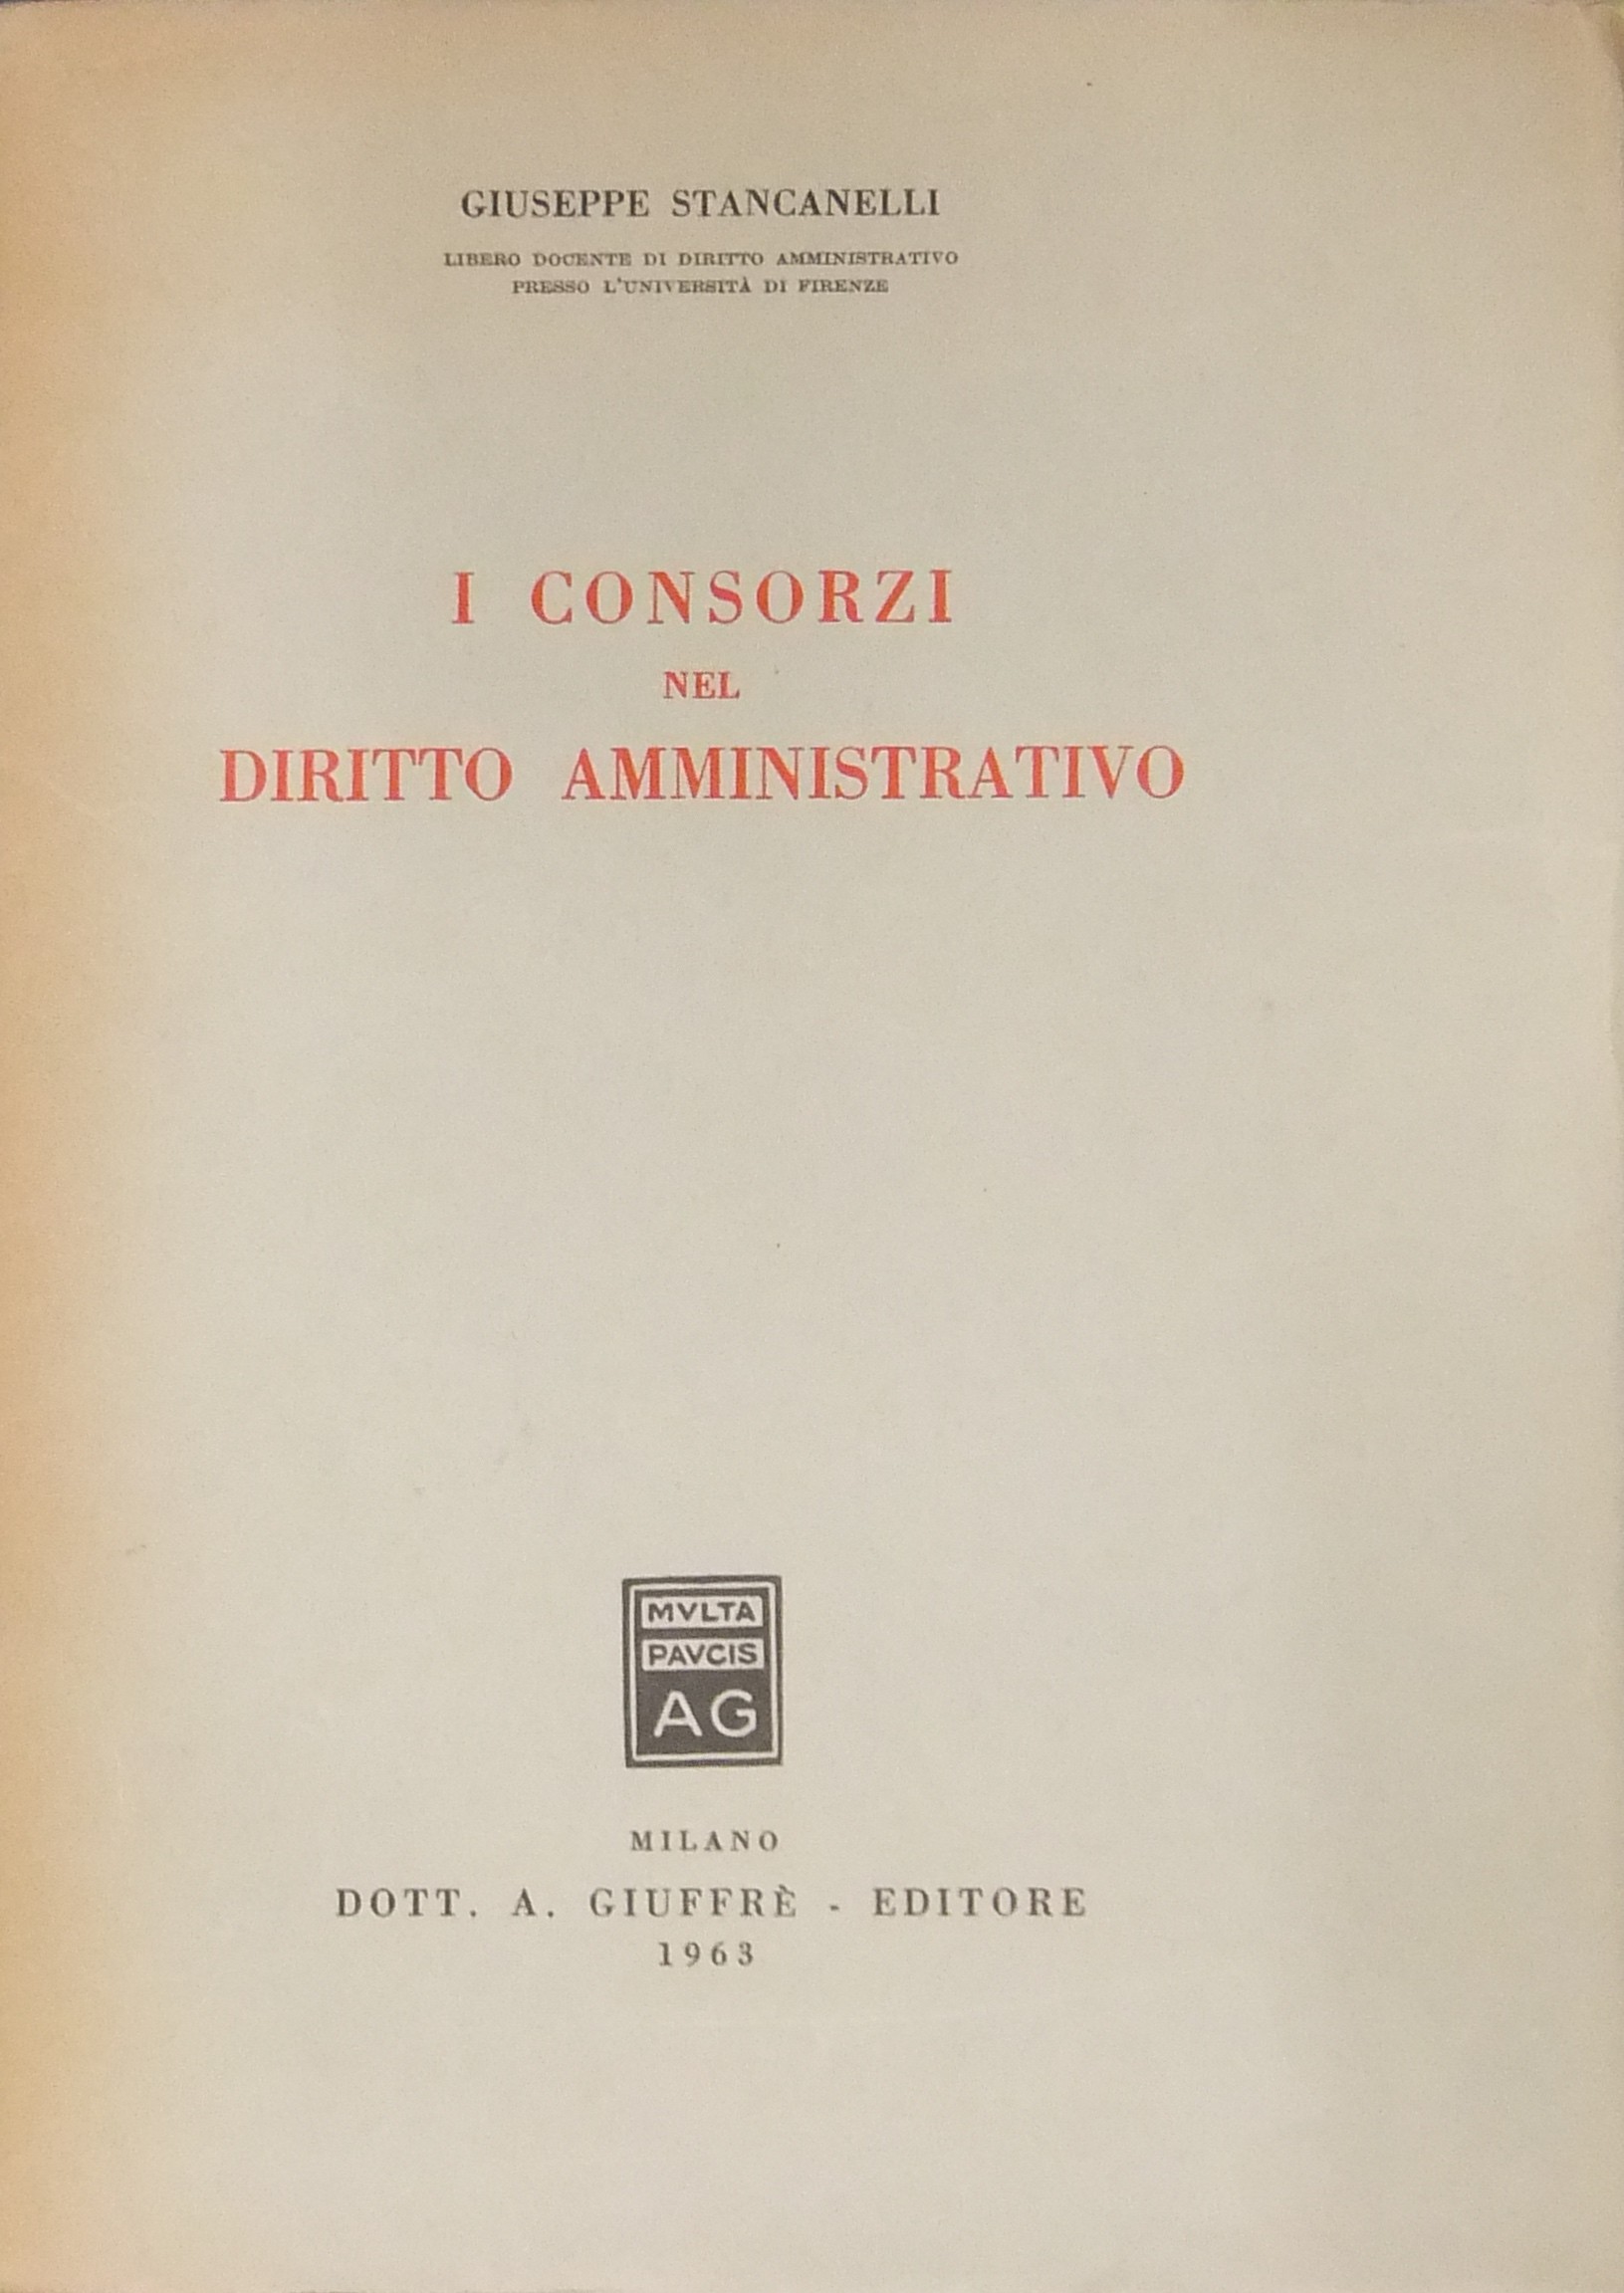 GIUSEPPE STANCANELLI
LIBERO DOCENTE DI DIRITTO AMMINISTRATIVO
PRESSO L'UNIVERSITÀ DI FIRENZE
I CONSORZI
NEL
DIRITTO AMMINISTRATIVO
MVLTA
PAVCIS
AG
MILANO
DOTT. A. GIUFFRÈ - EDITORE
1963